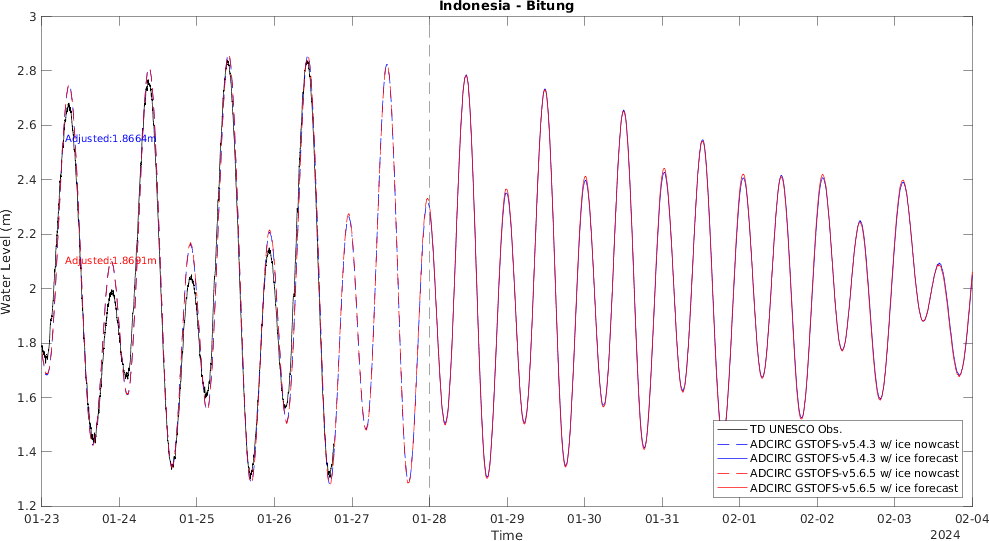 Indonesia - Bitung
3
2.8
2.6
2.4
2.2
2
1.8
1.6
1.4
1.2
Water Level (m)
Adjusted:1.8664m
Adjusted:1.8691m
TD UNESCO Obs.
ADCIRC GSTOFS-v5.4.3 w/ ice nowcast
ADCIRC GSTOFS-v5.4.3 w/ ice forecast
ADCIRC GSTOFS-v5.6.5 w/ ice nowcast
ADCIRC GSTOFS-v5.6.5 w/ ice forecast
01-23 01-24 01-25 01-26 01-27 01-28 01-29 01-30 01-31 02-01 02-02 02-03 02-04
Time
2024